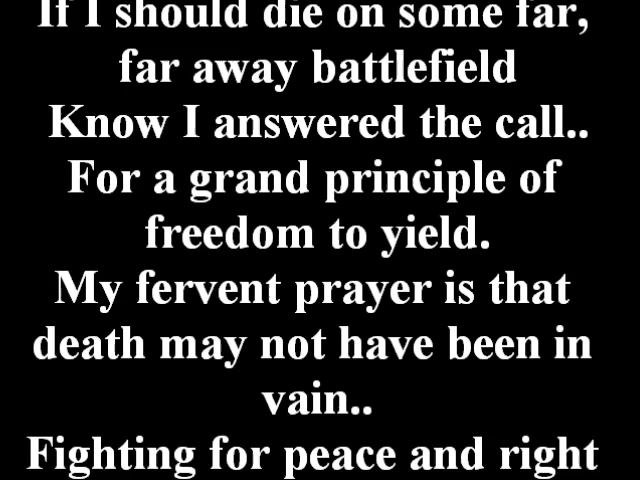 If I should die on some far,
far away battlefield
Know I answered the call..
For a grand principle of
freedom to yield.
My fervent prayer is that
death may not have been in
vain..
Fighting for peace and right